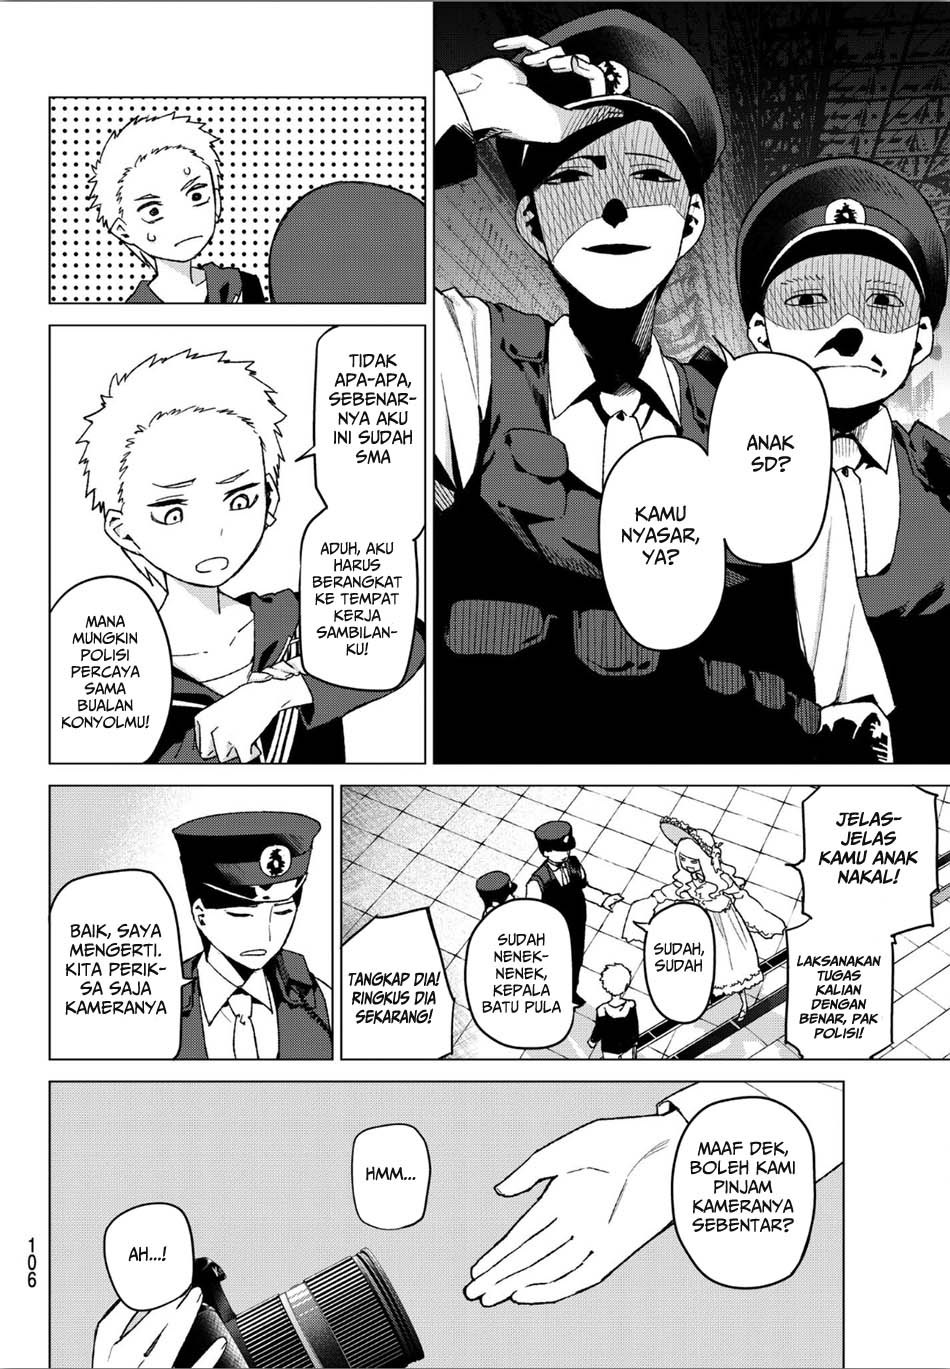 ANAK
SD?
KAMU
NYASAR,
YA?
TIDAK
APA-APA,
SEBENAR-
NYA AKU
INI SUDAH
SMA
ADUH, AKU
HARUS
BERANGKAT
KE TEMPAT
KERJA
SAMBILAN-
KU!
MANA
MUNGKIN
POLISI
PERCAYA
SAMA
BUALAN
KONYOLMU!
JELAS-
JELAS
KAMU ANAK
NAKAL!
LAKSANAKAN
TUGAS
KALIAN
DENGAN
BENAR, PAK
POLISI!
SUDAH,
SUDAH
SUDAH
NENEK-
NENEK,
KEPALA
BATU PULA
TANGKAP DIA!
RINGKUS DIA
SEKARANG!
BAIK, SAYA
MENGERTI.
KITA PERIK-
SA SAJA
KAMERANYA
MAAF DEK,
BOLEH KAMI
PINJAM
KAMERANYA
SEBENTAR?
HMM...
AH...!
106